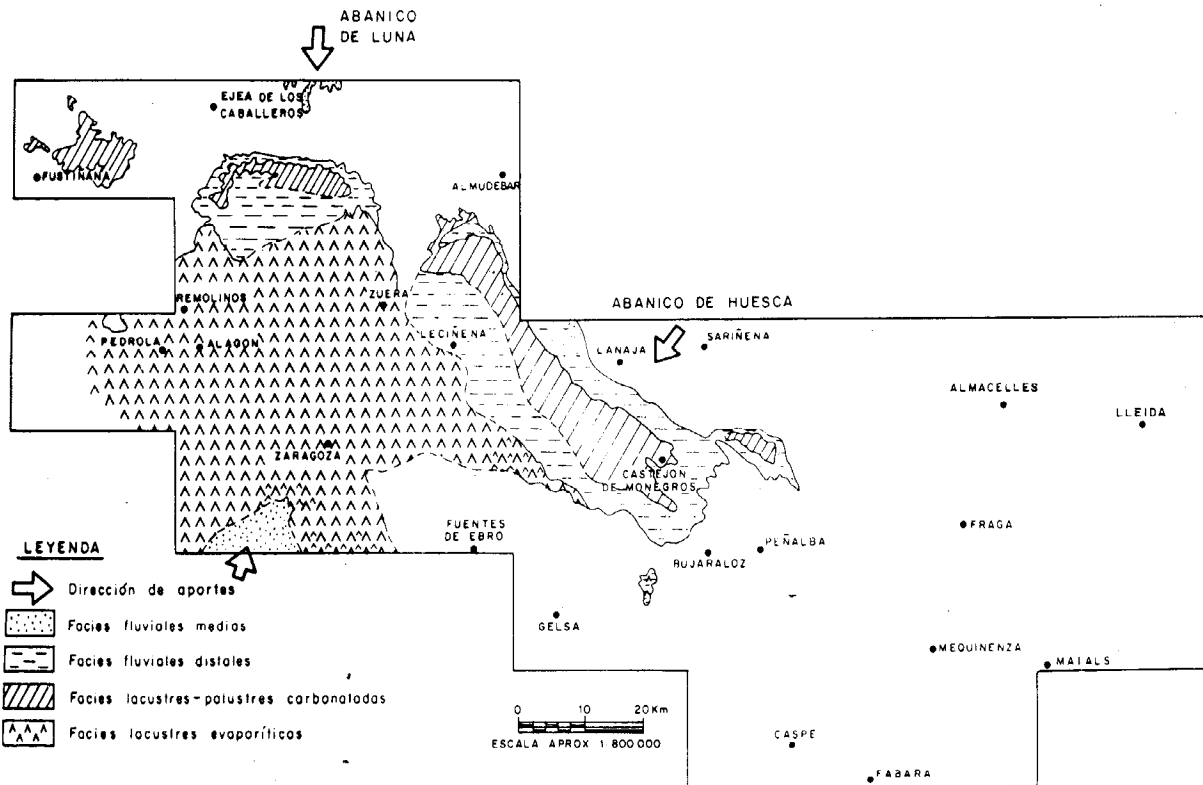 ABANICO
DE LUNA
EJEA DE LOS
CABALLEROS
FUSTIÑANA
ALMUDEBAR
REMOLINOS
ZUERA
ABANICO DE HUESCA
PEDROLA
ALAGON
LECIÑENA
LANAJA
SARIÑENA
ALMACELLES
LLEIDA
ZARAGOZA
CASTEJON
DE MONEGROS
FUENTES
DE EBRO
FRAGA
BUJARALOZ
PEÑALBA
GELSA
MEQUINENZA
MAIALS
CASPE
FABARA
LEYENDA
Dirección de aportes
Facies fluviales medias
Facies fluviales distales
Facies lacustres-palustres carbonatadas
Facies lacustres evaporíticas
0 10 20 Km
ESCALA APROX 1:800 000